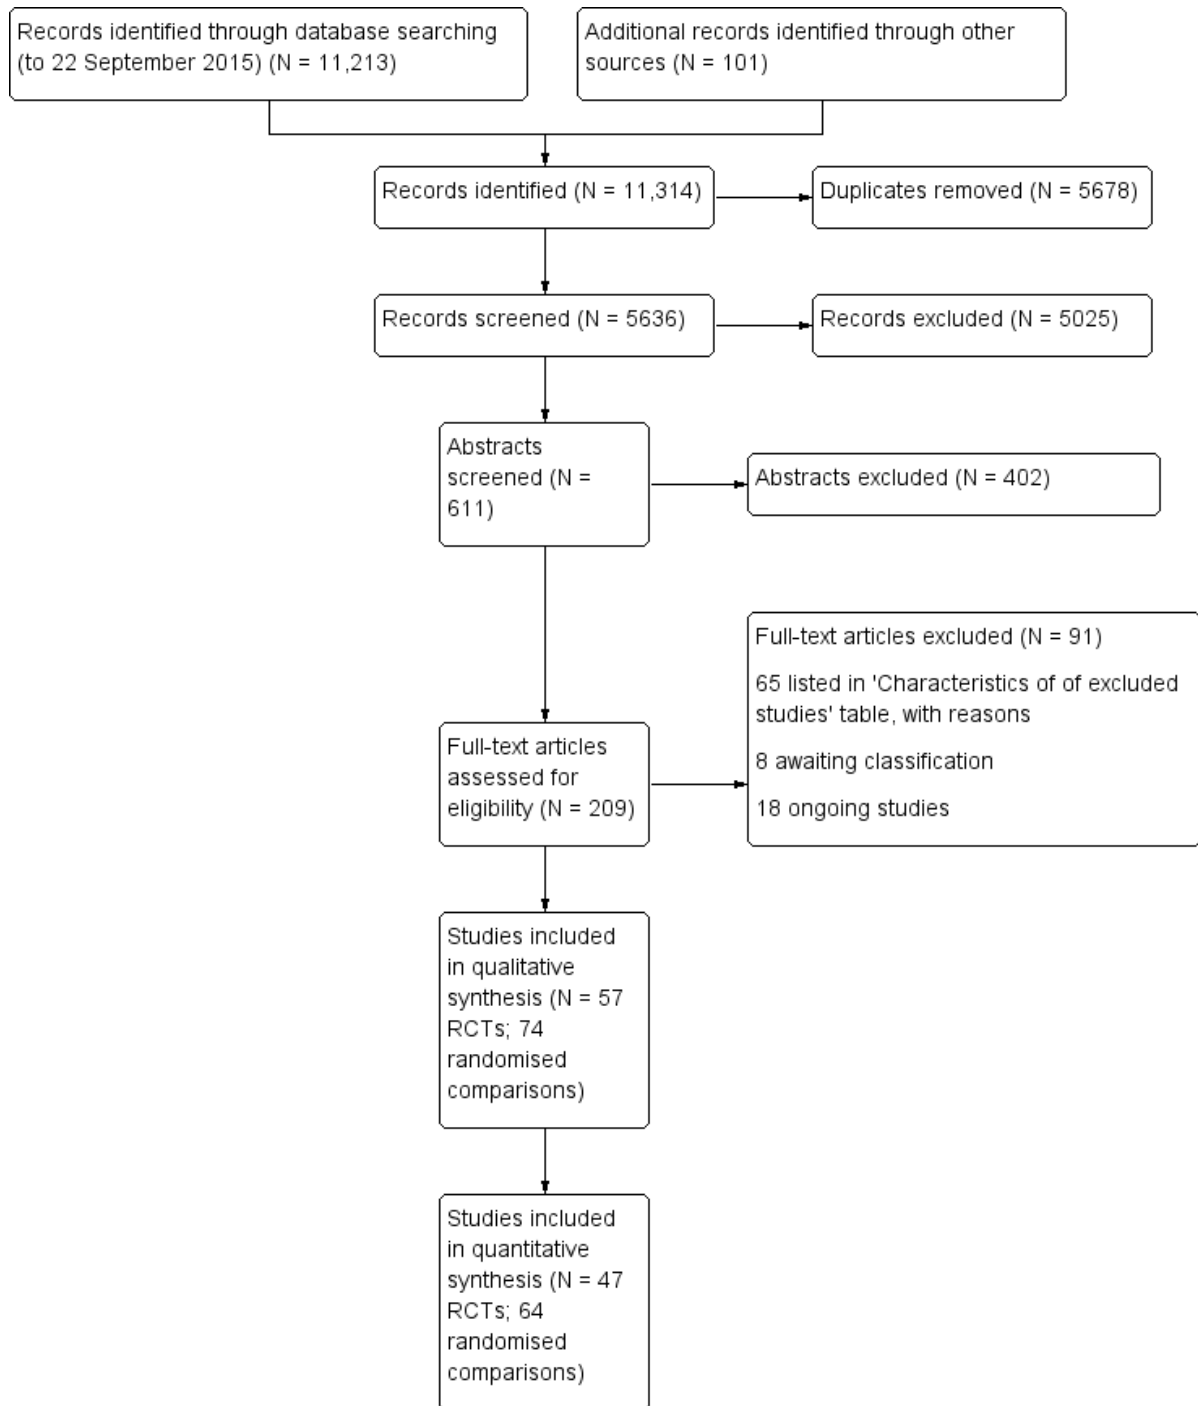 Records identified through database searching
(to 22 September 2015) (N = 11,213)
Additional records identified through other
sources (N = 101)
Records identified (N = 11,314)
Duplicates removed (N = 5678)
Records screened (N = 5636)
Records excluded (N = 5025)
Abstracts
screened (N =
611)
Abstracts excluded (N = 402)
Full-text articles
assessed for
eligibility (N = 209)
Full-text articles excluded (N = 91)
65 listed in 'Characteristics of of excluded
studies' table, with reasons
8 awaiting classification
18 ongoing studies
Studies included
in qualitative
synthesis (N = 57
RCTs; 74
randomised
comparisons)
Studies included
in quantitative
synthesis (N = 47
RCTs; 64
randomised
comparisons)